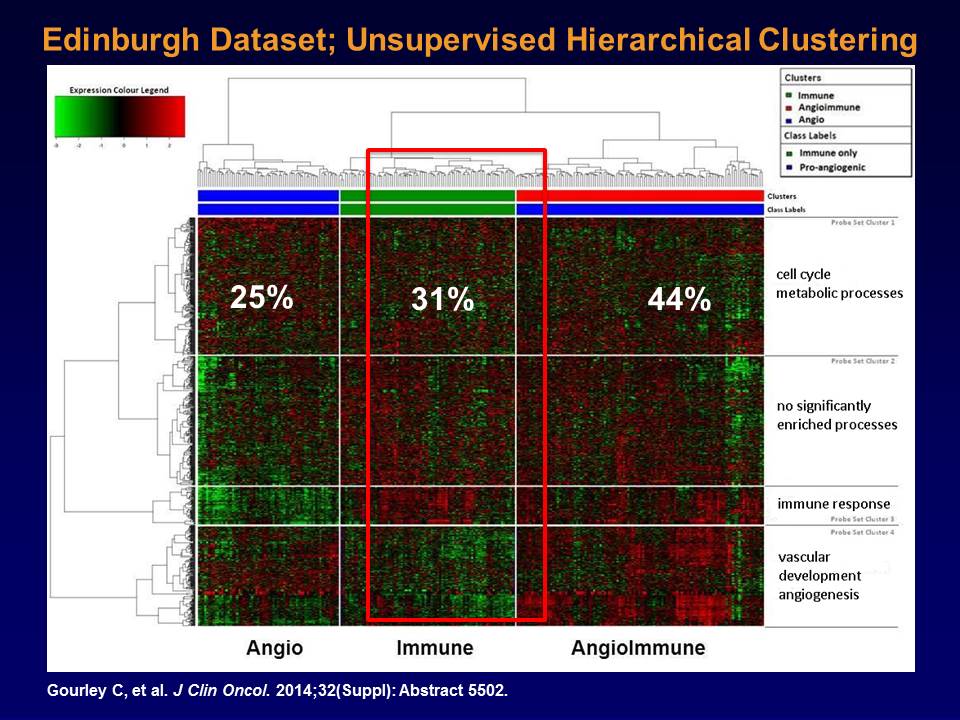 Edinburgh Dataset; Unsupervised Hierarchical Clustering
Expression Colour Legend
-3 -2 -1 0 1 2
Clusters
Immune
Angioimmune
Angio
Class Labels
Immune only
Pro-angiogenic
Clusters
Class Labels
Probe Set Cluster 1
25%
31%
44%
cell cycle
metabolic processes
Probe Set Cluster 2
no significantly
enriched processes
immune response
Probe Set Cluster 3
Probe Set Cluster 4
vascular
development
angiogenesis
Angio
Immune
AngioImmune
Gourley C, et al. J Clin Oncol. 2014;32(Suppl): Abstract 5502.